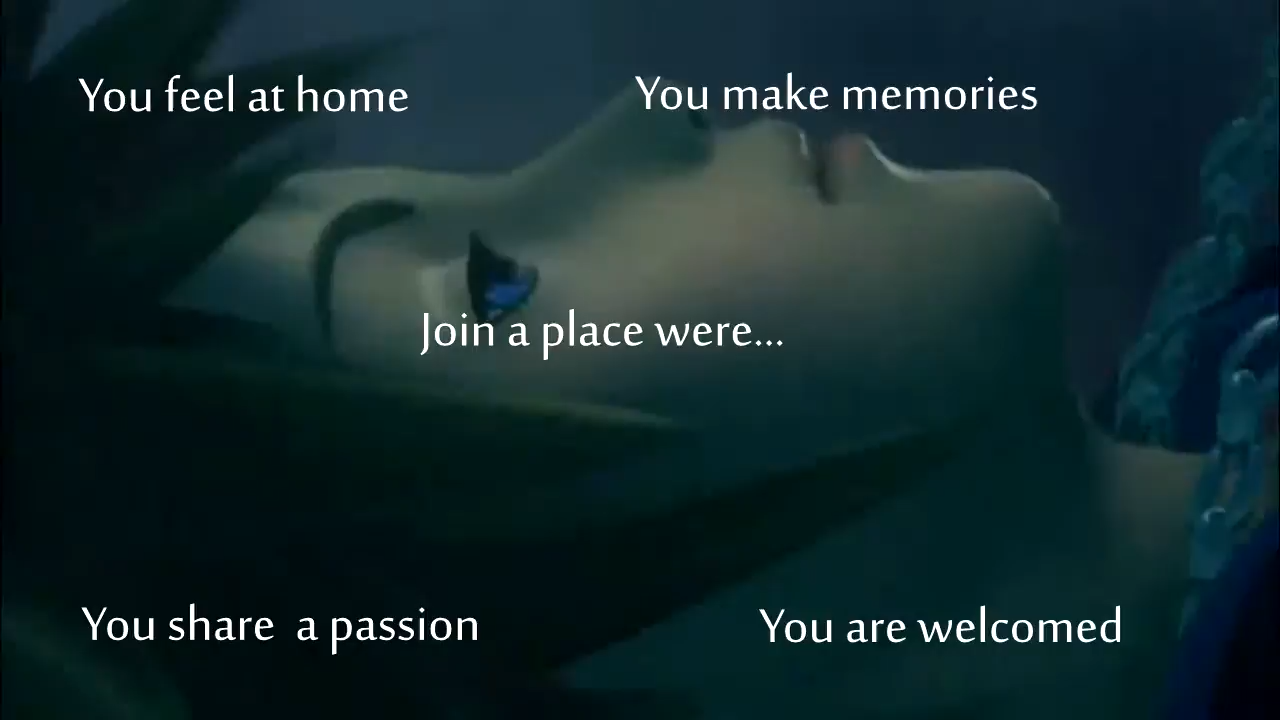 You feel at home
You make memories
Join a place were...
You share  a passion
You are welcomed